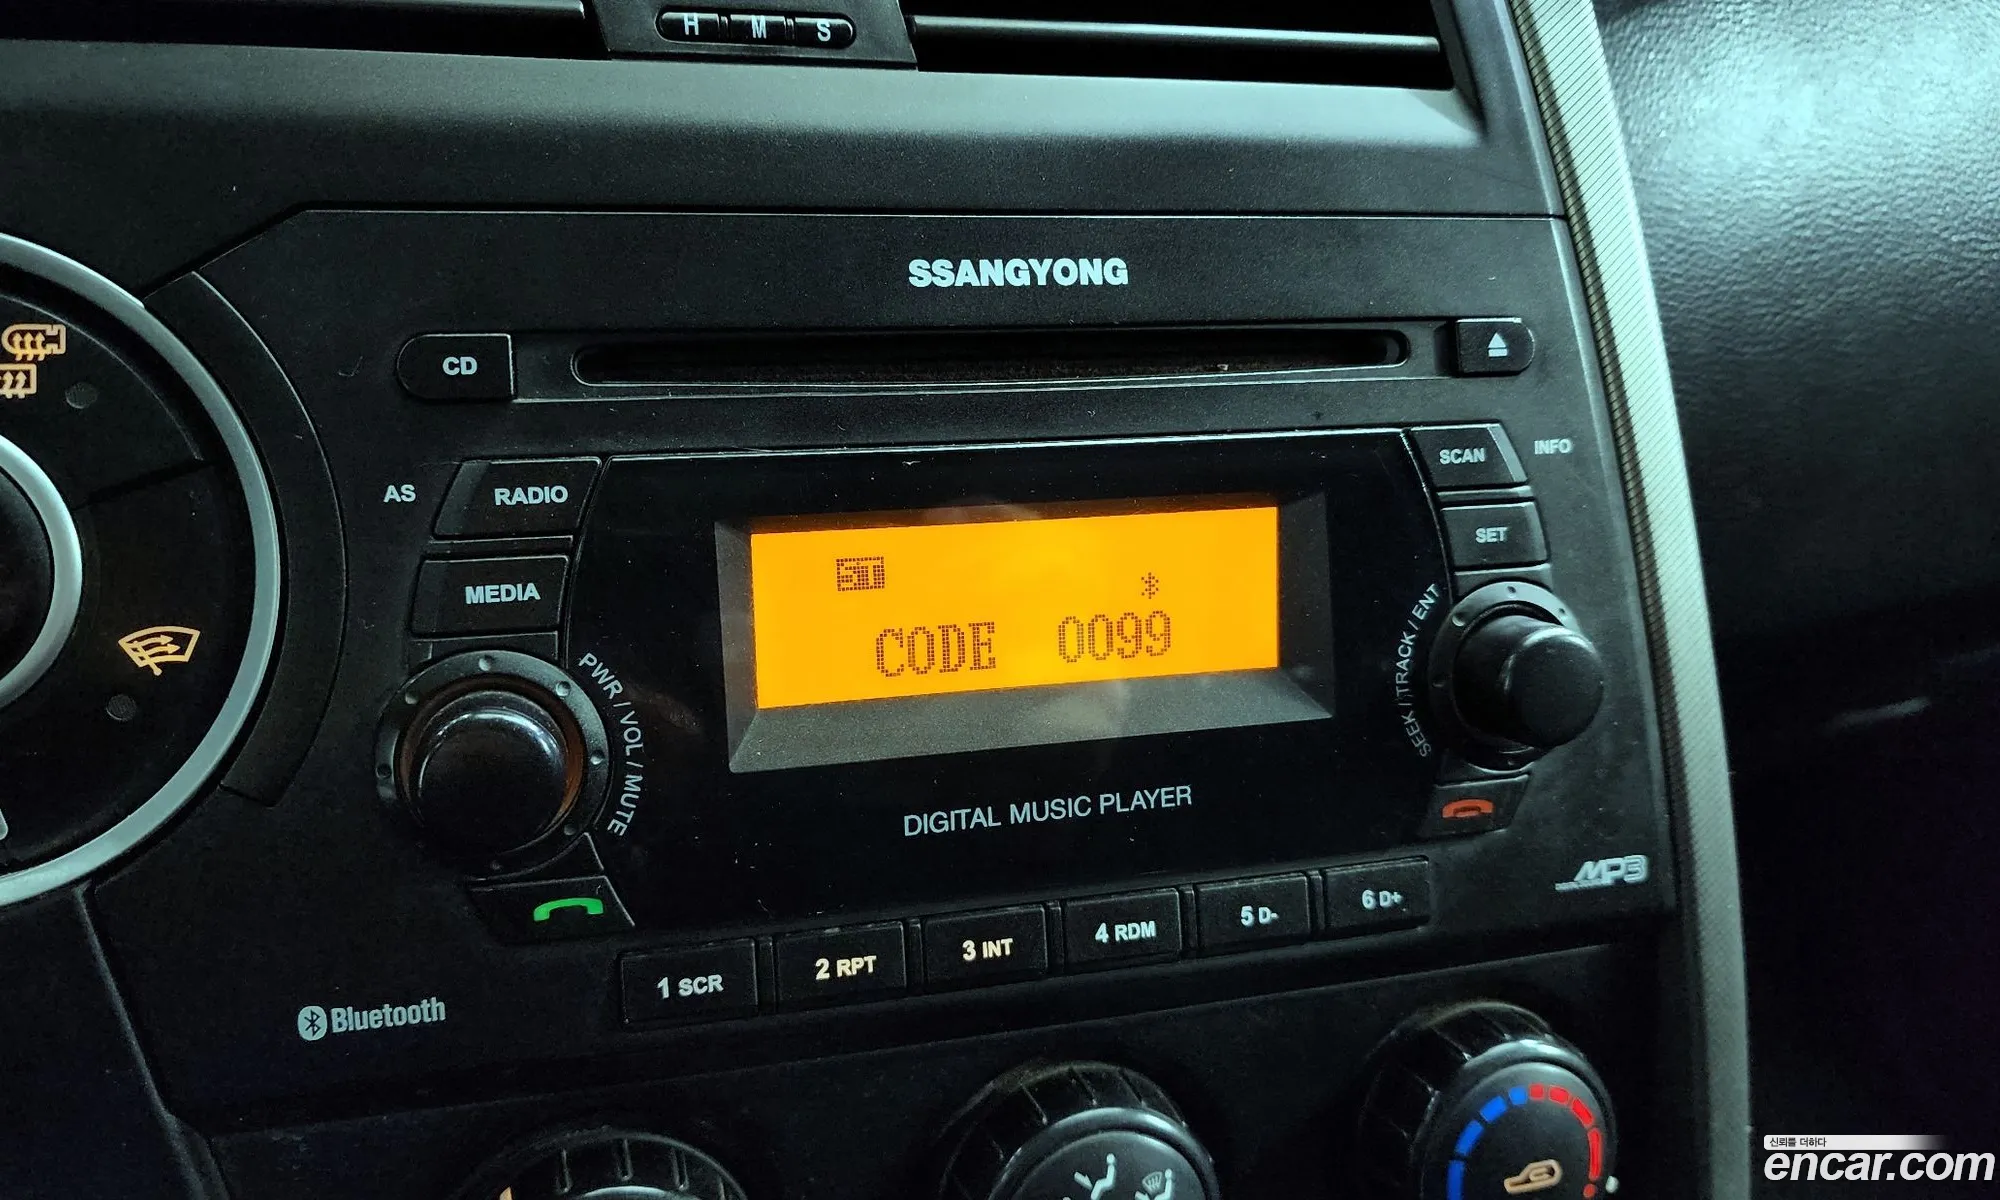 H M S
SSANGYONG
CD
SCAN INFO
AS RADIO
SET
MEDIA
CODE 0099
PWR / VOL / MUTE
SEEK / TRACK / ENT
DIGITAL MUSIC PLAYER
MP3
1 SCR 2 RPT 3 INT 4 RDM 5 D- 6 D+
Bluetooth
신뢰를 더하다
encar.com